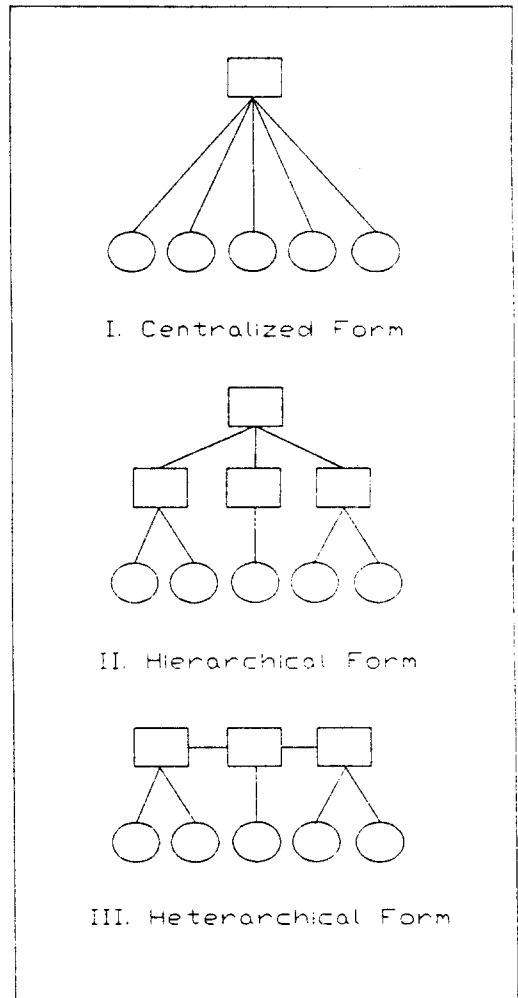 I. Centralized Form
II. Hierarchical Form
III. Heterarchical Form